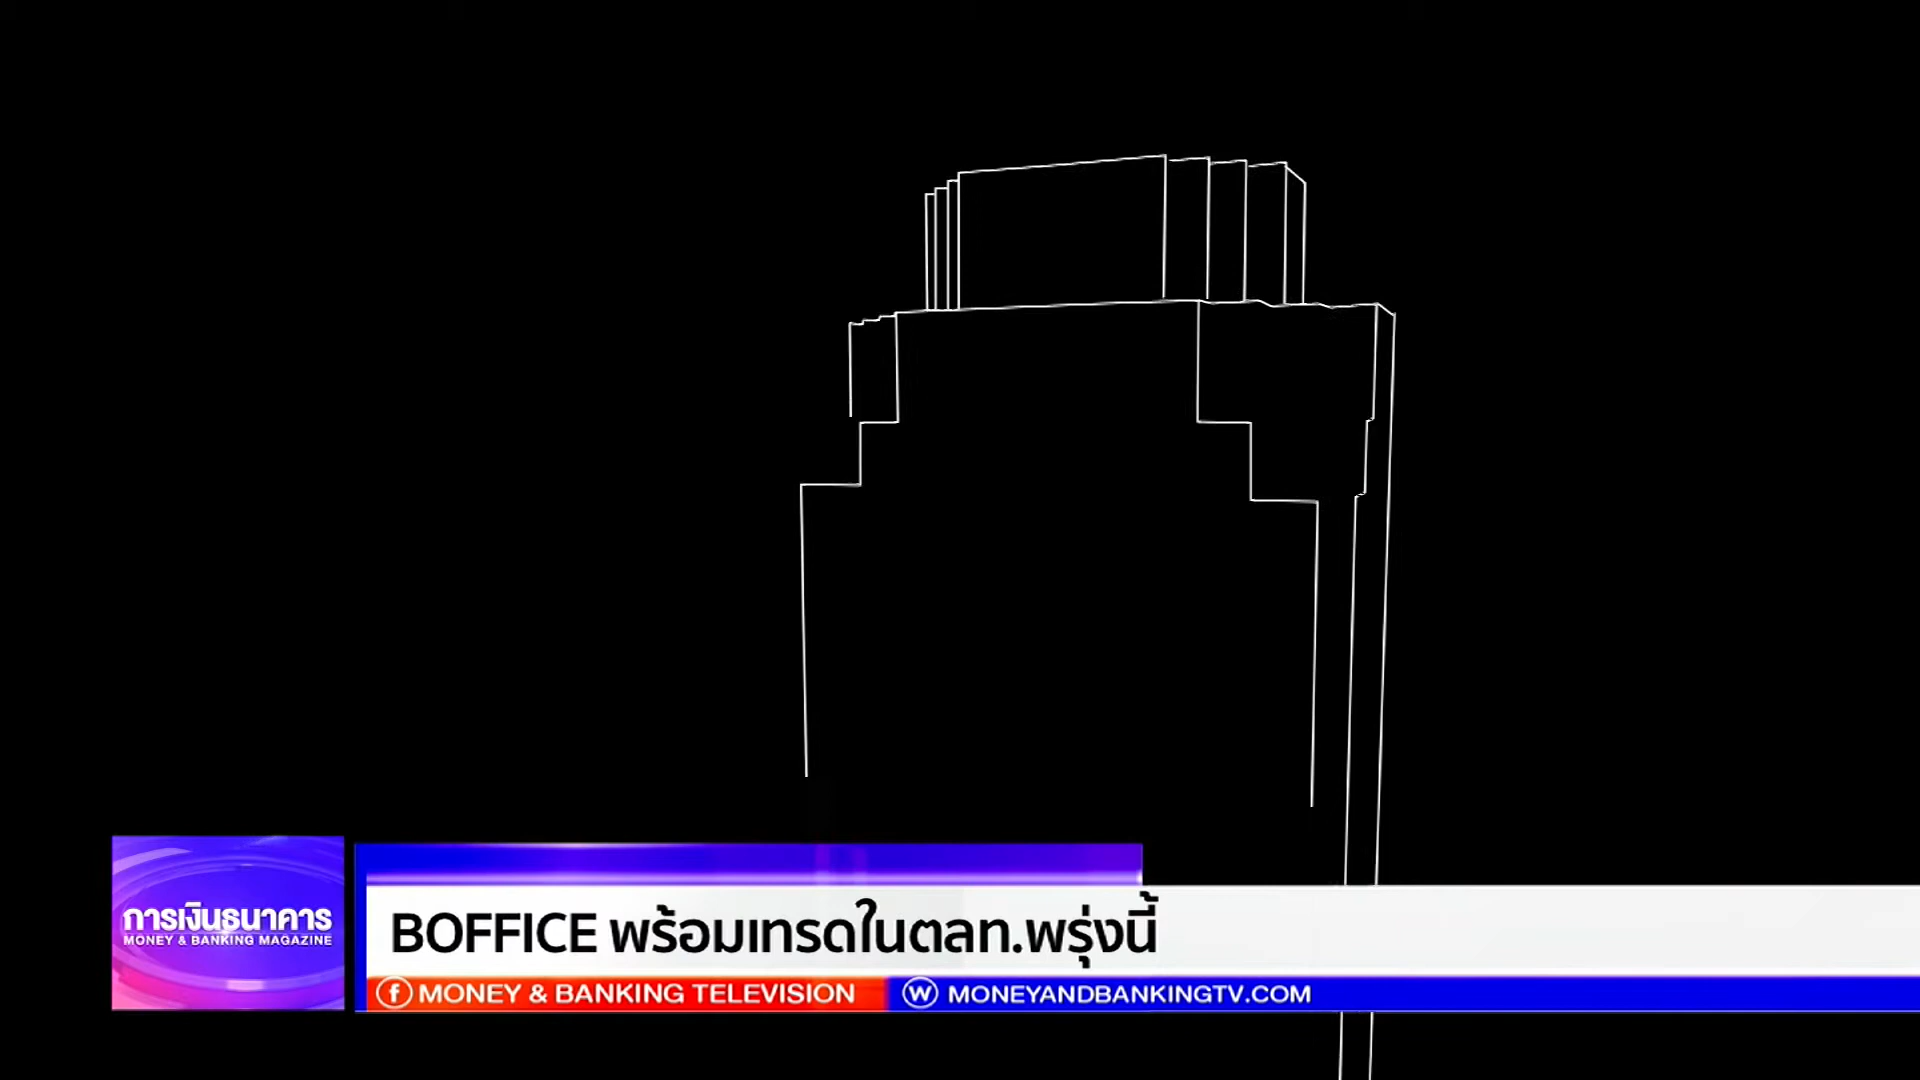 การเงินธนาคาร
MONEY & BANKING MAGAZINE
BOFFICE พร้อมเทรดในตลท.พรุ่งนี้
f MONEY & BANKING TELEVISION
W MONEYANDBANKINGTV.COM